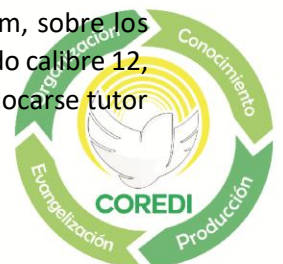 m, sobre los
do calibre 12,
ocarse tutor
Organización
Conocimiento
COREDI
Evangelización
Producción